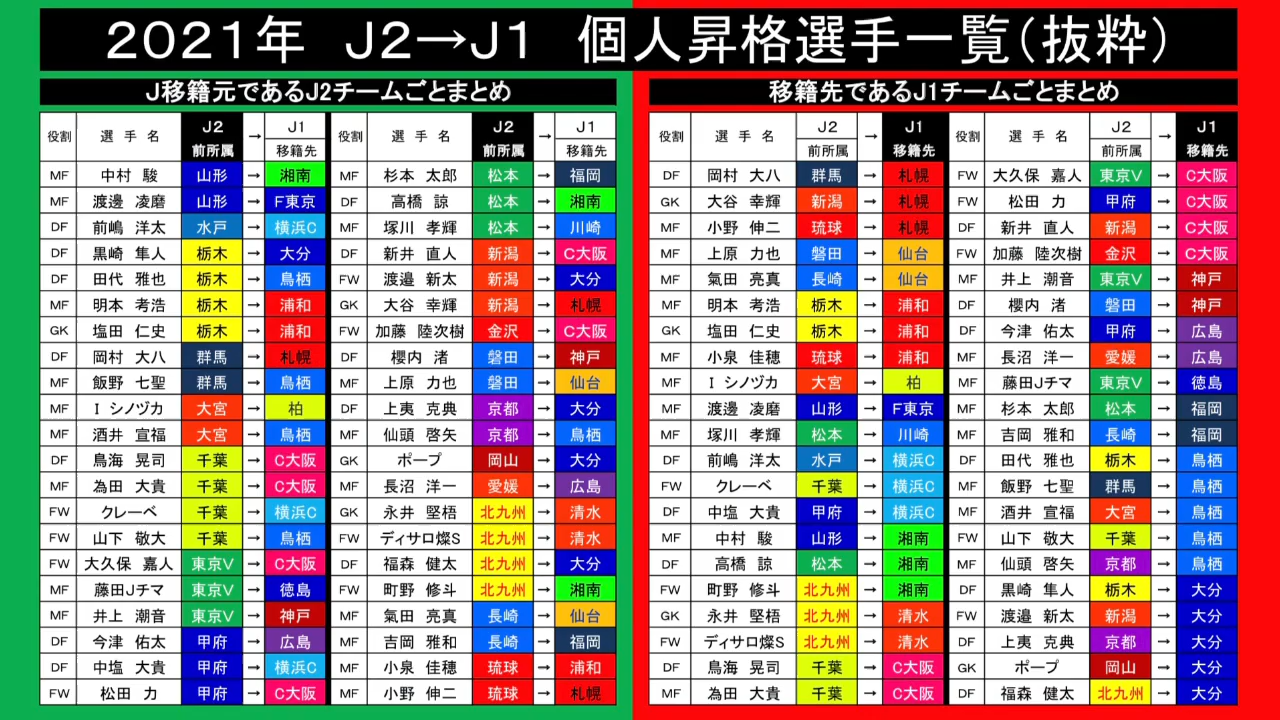 2021年 J2→J1 個人昇格選手一覧(抜粋)
J移籍元であるJ2チームごとまとめ
役割 選手名 J2前所属 → J1移籍先 役割 選手名 J2前所属 → J1移籍先
MF 中村 駿 山形 → 湘南 MF 杉本 太郎 松本 → 福岡
MF 渡邊 凌磨 山形 → F東京 DF 高橋 諒 松本 → 湘南
DF 前嶋 洋太 水戸 → 横浜C MF 塚川 孝輝 松本 → 川崎
DF 黒崎 隼人 栃木 → 大分 DF 新井 直人 新潟 → C大阪
DF 田代 雅也 栃木 → 鳥栖 FW 渡邉 新太 新潟 → 大分
MF 明本 考浩 栃木 → 浦和 GK 大谷 幸輝 新潟 → 札幌
GK 塩田 仁史 栃木 → 浦和 FW 加藤 陸次樹 金沢 → C大阪
DF 岡村 大八 群馬 → 札幌 DF 櫻内 渚 磐田 → 神戸
MF 飯野 七聖 群馬 → 鳥栖 MF 上原 力也 磐田 → 仙台
MF I シノヅカ 大宮 → 柏 DF 上夷 克典 京都 → 大分
MF 酒井 宣福 大宮 → 鳥栖 MF 仙頭 啓矢 京都 → 鳥栖
DF 鳥海 晃司 千葉 → C大阪 GK ポープ 岡山 → 大分
MF 為田 大貴 千葉 → C大阪 MF 長沼 洋一 愛媛 → 広島
FW クレーベ 千葉 → 横浜C GK 永井 堅梧 北九州 → 清水
FW 山下 敬大 千葉 → 鳥栖 FW ディサロ燦S 北九州 → 清水
FW 大久保 嘉人 東京V → C大阪 DF 福森 健太 北九州 → 大分
MF 藤田Jチマ 東京V → 徳島 FW 町野 修斗 北九州 → 湘南
MF 井上 潮音 東京V → 神戸 MF 氣田 亮真 長崎 → 仙台
DF 今津 佑太 甲府 → 広島 MF 吉岡 雅和 長崎 → 福岡
DF 中塩 大貴 甲府 → 横浜C MF 小泉 佳穂 琉球 → 浦和
FW 松田 力 甲府 → C大阪 MF 小野 伸二 琉球 → 札幌
移籍先であるJ1チームごとまとめ
役割 選手名 J2前所属 → J1移籍先 役割 選手名 J2前所属 → J1移籍先
DF 岡村 大八 群馬 → 札幌 FW 大久保 嘉人 東京V → C大阪
GK 大谷 幸輝 新潟 → 札幌 FW 松田 力 甲府 → C大阪
MF 小野 伸二 琉球 → 札幌 DF 新井 直人 新潟 → C大阪
MF 上原 力也 磐田 → 仙台 FW 加藤 陸次樹 金沢 → C大阪
MF 氣田 亮真 長崎 → 仙台 MF 井上 潮音 東京V → 神戸
MF 明本 考浩 栃木 → 浦和 DF 櫻内 渚 磐田 → 神戸
GK 塩田 仁史 栃木 → 浦和 DF 今津 佑太 甲府 → 広島
MF 小泉 佳穂 琉球 → 浦和 MF 長沼 洋一 愛媛 → 広島
MF I シノヅカ 大宮 → 柏 MF 藤田Jチマ 東京V → 徳島
MF 渡邊 凌磨 山形 → F東京 MF 杉本 太郎 松本 → 福岡
MF 塚川 孝輝 松本 → 川崎 MF 吉岡 雅和 長崎 → 福岡
DF 前嶋 洋太 水戸 → 横浜C DF 田代 雅也 栃木 → 鳥栖
FW クレーベ 千葉 → 横浜C MF 飯野 七聖 群馬 → 鳥栖
DF 中塩 大貴 甲府 → 横浜C MF 酒井 宣福 大宮 → 鳥栖
MF 中村 駿 山形 → 湘南 FW 山下 敬大 千葉 → 鳥栖
DF 高橋 諒 松本 → 湘南 MF 仙頭 啓矢 京都 → 鳥栖
FW 町野 修斗 北九州 → 湘南 DF 黒崎 隼人 栃木 → 大分
GK 永井 堅梧 北九州 → 清水 FW 渡邉 新太 新潟 → 大分
FW ディサロ燦S 北九州 → 清水 DF 上夷 克典 京都 → 大分
DF 鳥海 晃司 千葉 → C大阪 GK ポープ 岡山 → 大分
MF 為田 大貴 千葉 → C大阪 DF 福森 健太 北九州 → 大分